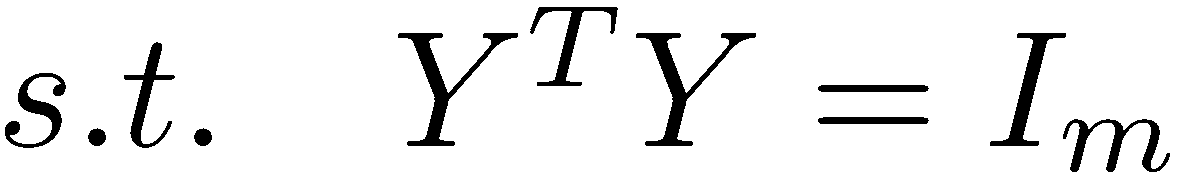 s.t. Y^T Y = I_m